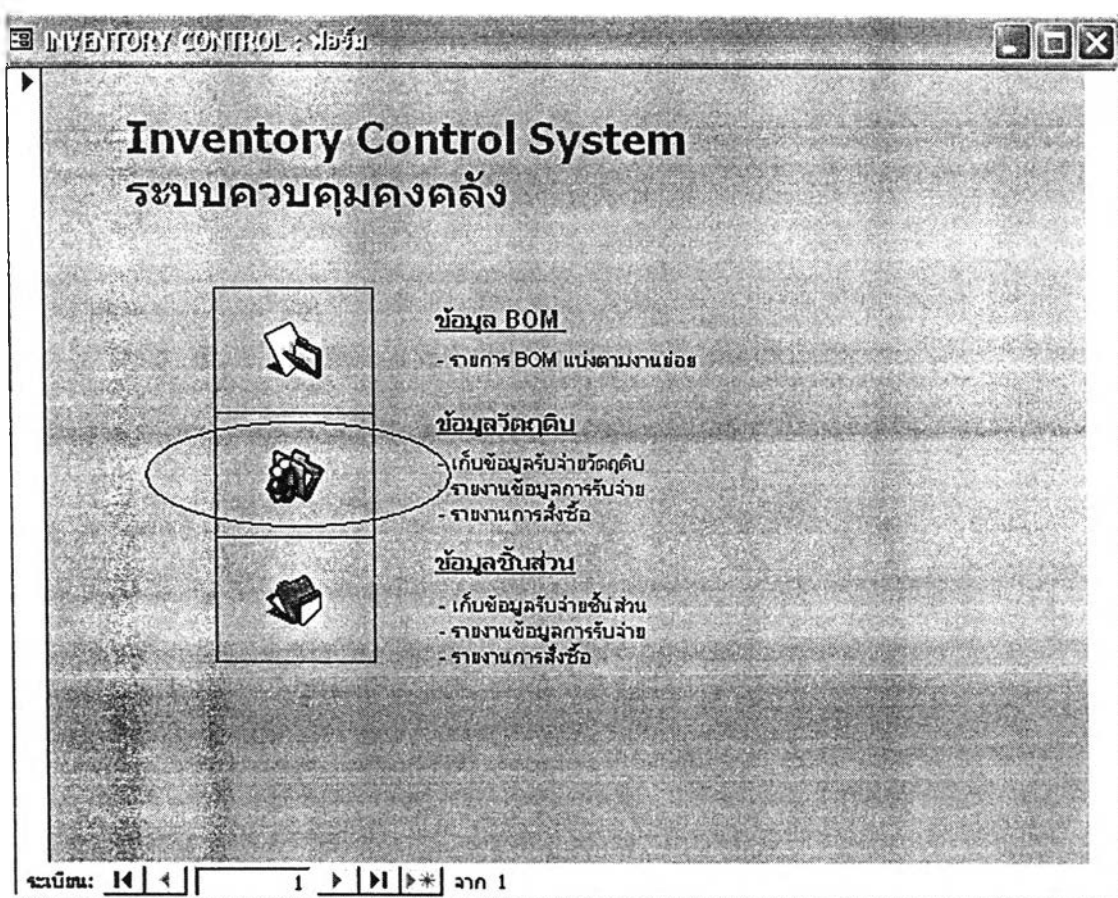 INVENTORY CONTROL : ฟอร์ม
Inventory Control System
ระบบควบคุมคงคลัง
ข้อมูล BOM
- รายการ BOM แบ่งตามงานย่อย
ข้อมูลวัตถุดิบ
- เก็บข้อมูลรับจ่ายวัตถุดิบ
- รายงานข้อมูลการรับจ่าย
- รายงานการสั่งซื้อ
ข้อมูลชิ้นส่วน
- เก็บข้อมูลรับจ่ายชิ้นส่วน
- รายงานข้อมูลการรับจ่าย
- รายงานการสั่งซื้อ
ระเบียน: 1 จาก 1